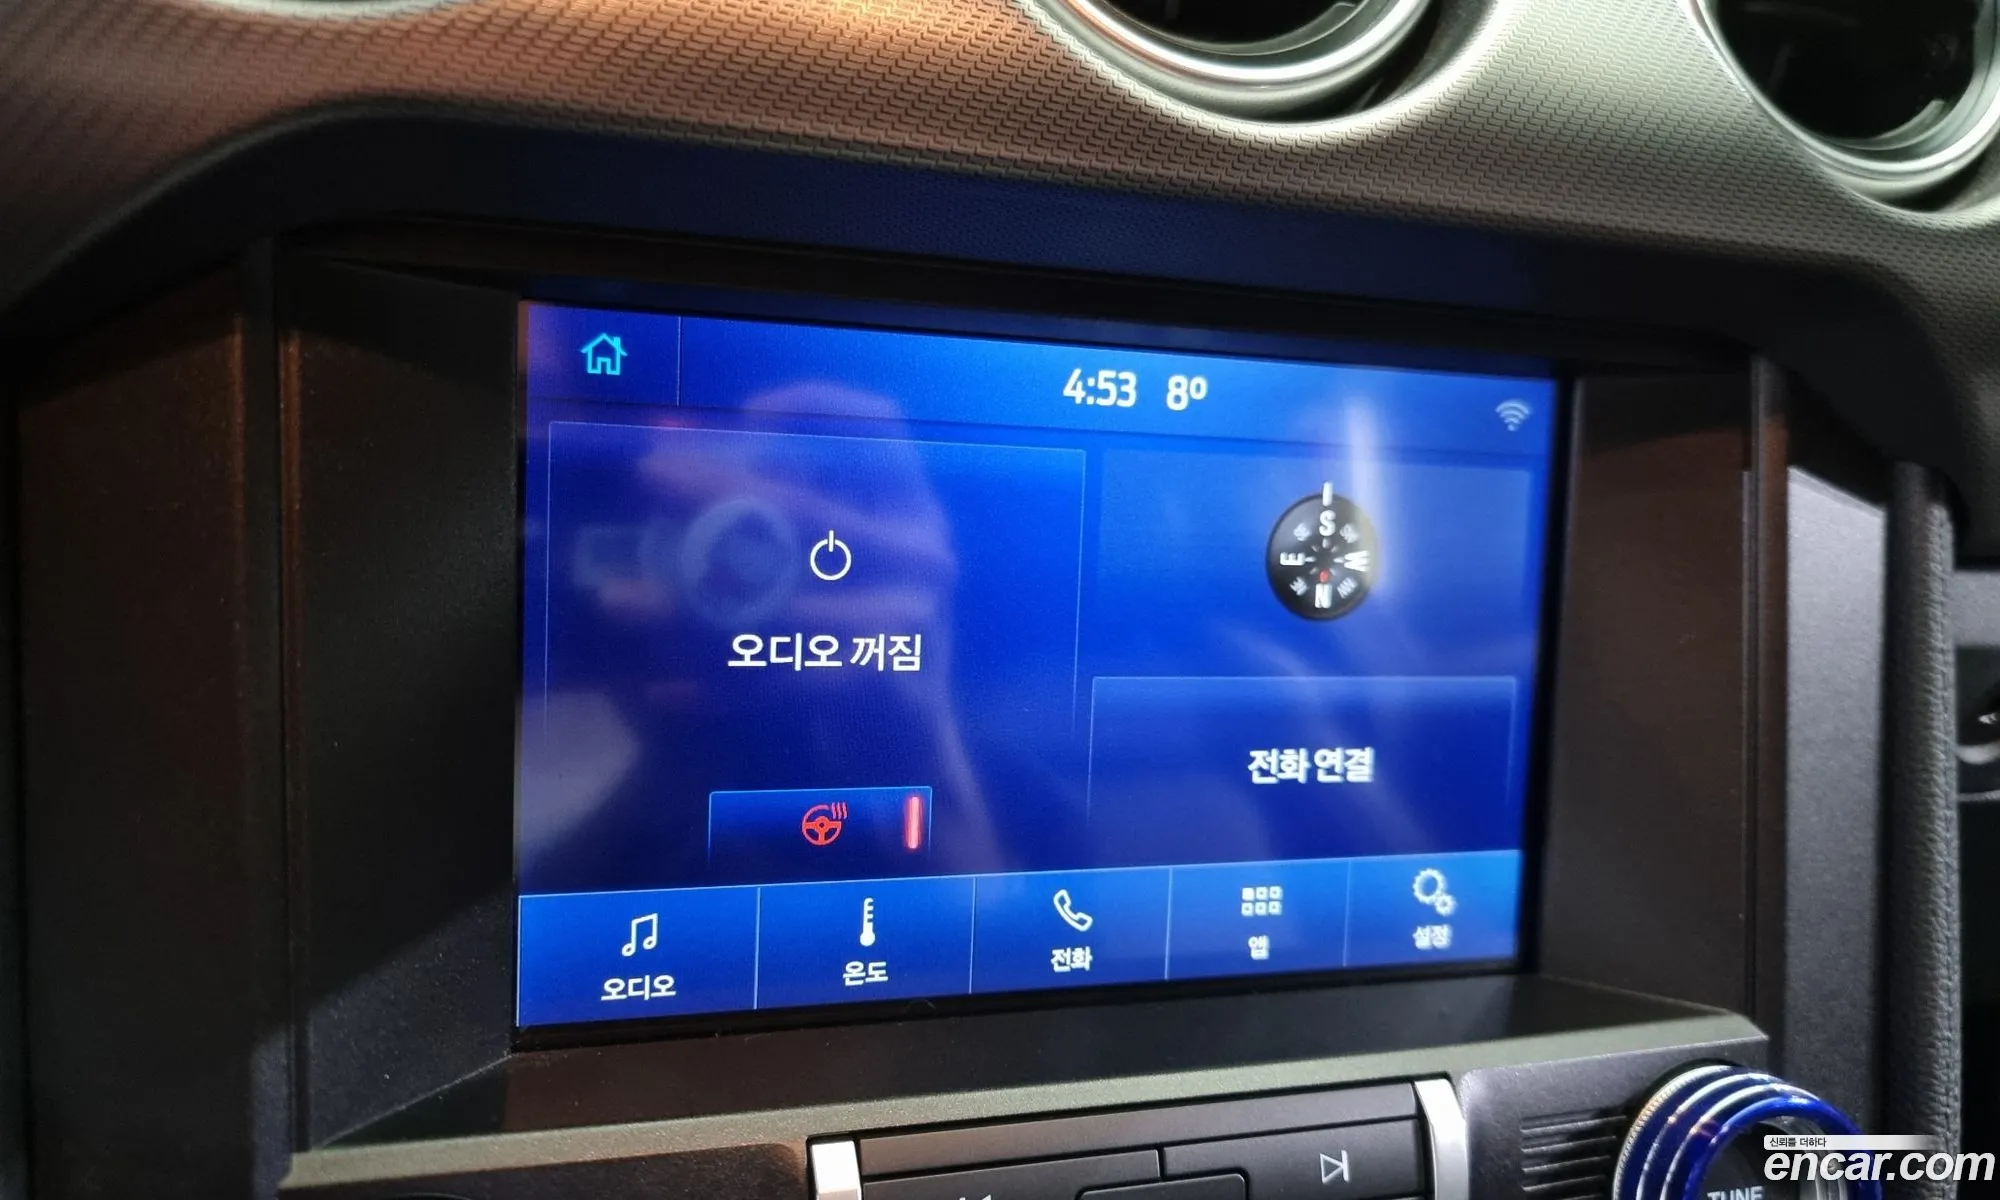 4:53 8°
S
E W
N
오디오 꺼짐
전화 연결
오디오
온도
전화
앱
설정
TUNE
신뢰를 더하다
encar.com